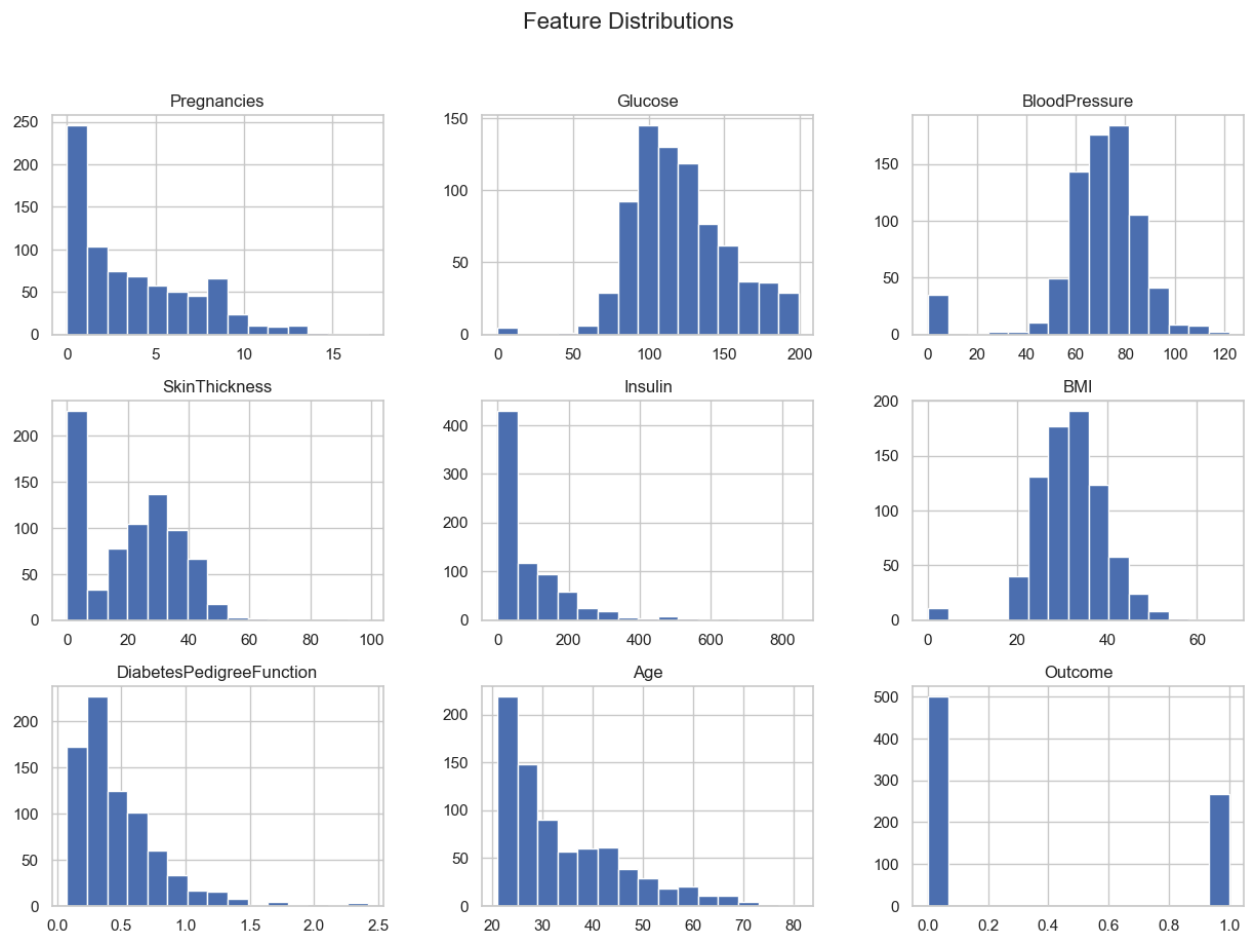 Feature Distributions
Pregnancies
250
200
150
100
50
0
0 5 10 15
Glucose
150
100
50
0
0 50 100 150 200
BloodPressure
150
100
50
0
0 20 40 60 80 100 120
SkinThickness
200
150
100
50
0
0 20 40 60 80 100
Insulin
400
300
200
100
0
0 200 400 600 800
BMI
200
150
100
50
0
0 20 40 60
DiabetesPedigreeFunction
200
150
100
50
0
0.0 0.5 1.0 1.5 2.0 2.5
Age
200
150
100
50
0
20 30 40 50 60 70 80
Outcome
500
400
300
200
100
0
0.0 0.2 0.4 0.6 0.8 1.0